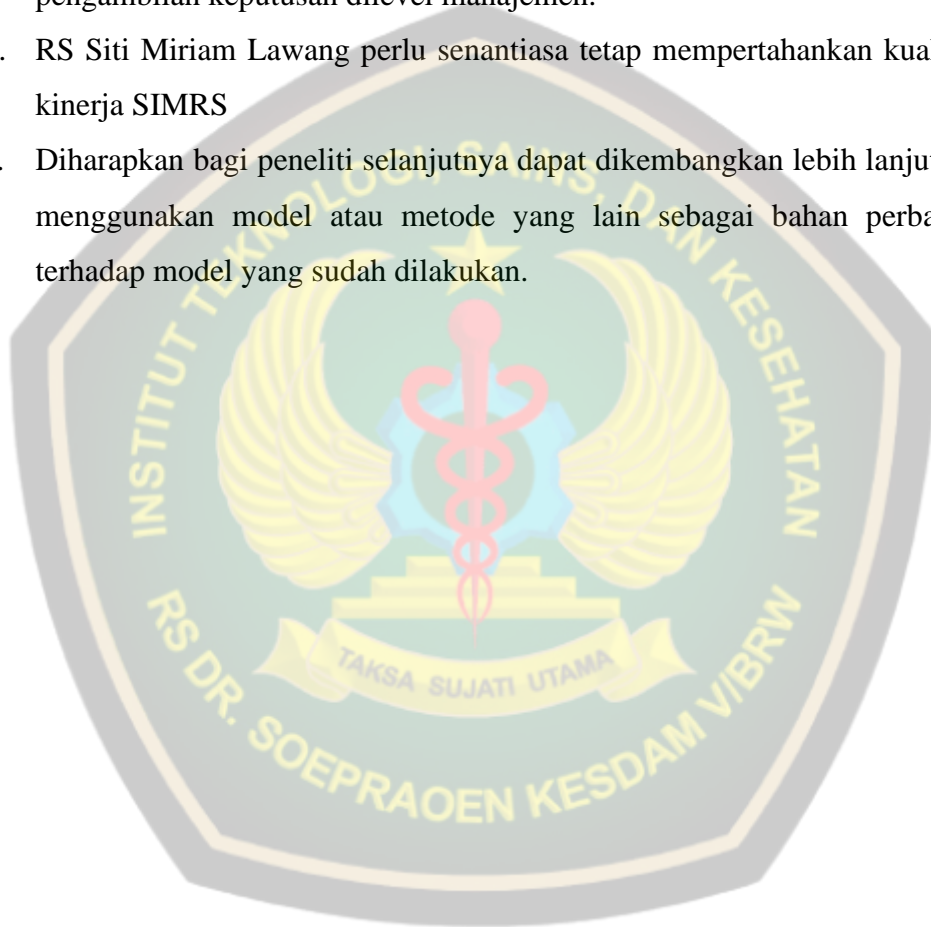 pengambilan keputusan dilevel manajemen.
. RS Siti Miriam Lawang perlu senantiasa tetap mempertahankan kual
kinerja SIMRS
. Diharapkan bagi peneliti selanjutnya dapat dikembangkan lebih lanjut
menggunakan model atau metode yang lain sebagai bahan perba
terhadap model yang sudah dilakukan.
INSTITUT TEKNOLOGI, SAINS, DAN KESEHATAN
TAKSA SUJATI UTAMA
RS DR. SOEPRAOEN KESDAM V/BRW